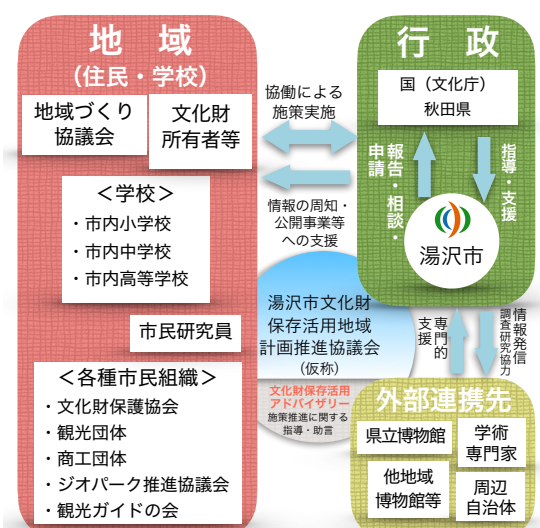 地 域
（住民・学校）
地域づくり
協議会
文化財
所有者等
＜学校＞
・市内小学校
・市内中学校
・市内高等学校
市民研究員
＜各種市民組織＞
・文化財保護協会
・観光団体
・商工団体
・ジオパーク推進協議会
・観光ガイドの会
協働による
施策実施
情報の周知・
公開事業等
への支援
湯沢市文化財
保存活用地域
計画推進協議会
（仮称）
文化財保存活用
アドバイザリー
施策推進に関する
指導・助言
行 政
国（文化庁）
秋田県
報告・相談・
申請
指導・支援
湯沢市
専門的
支援
情報発信
調査研究協力
外部連携先
県立博物館
学術
専門家
他地域
博物館等
周辺
自治体